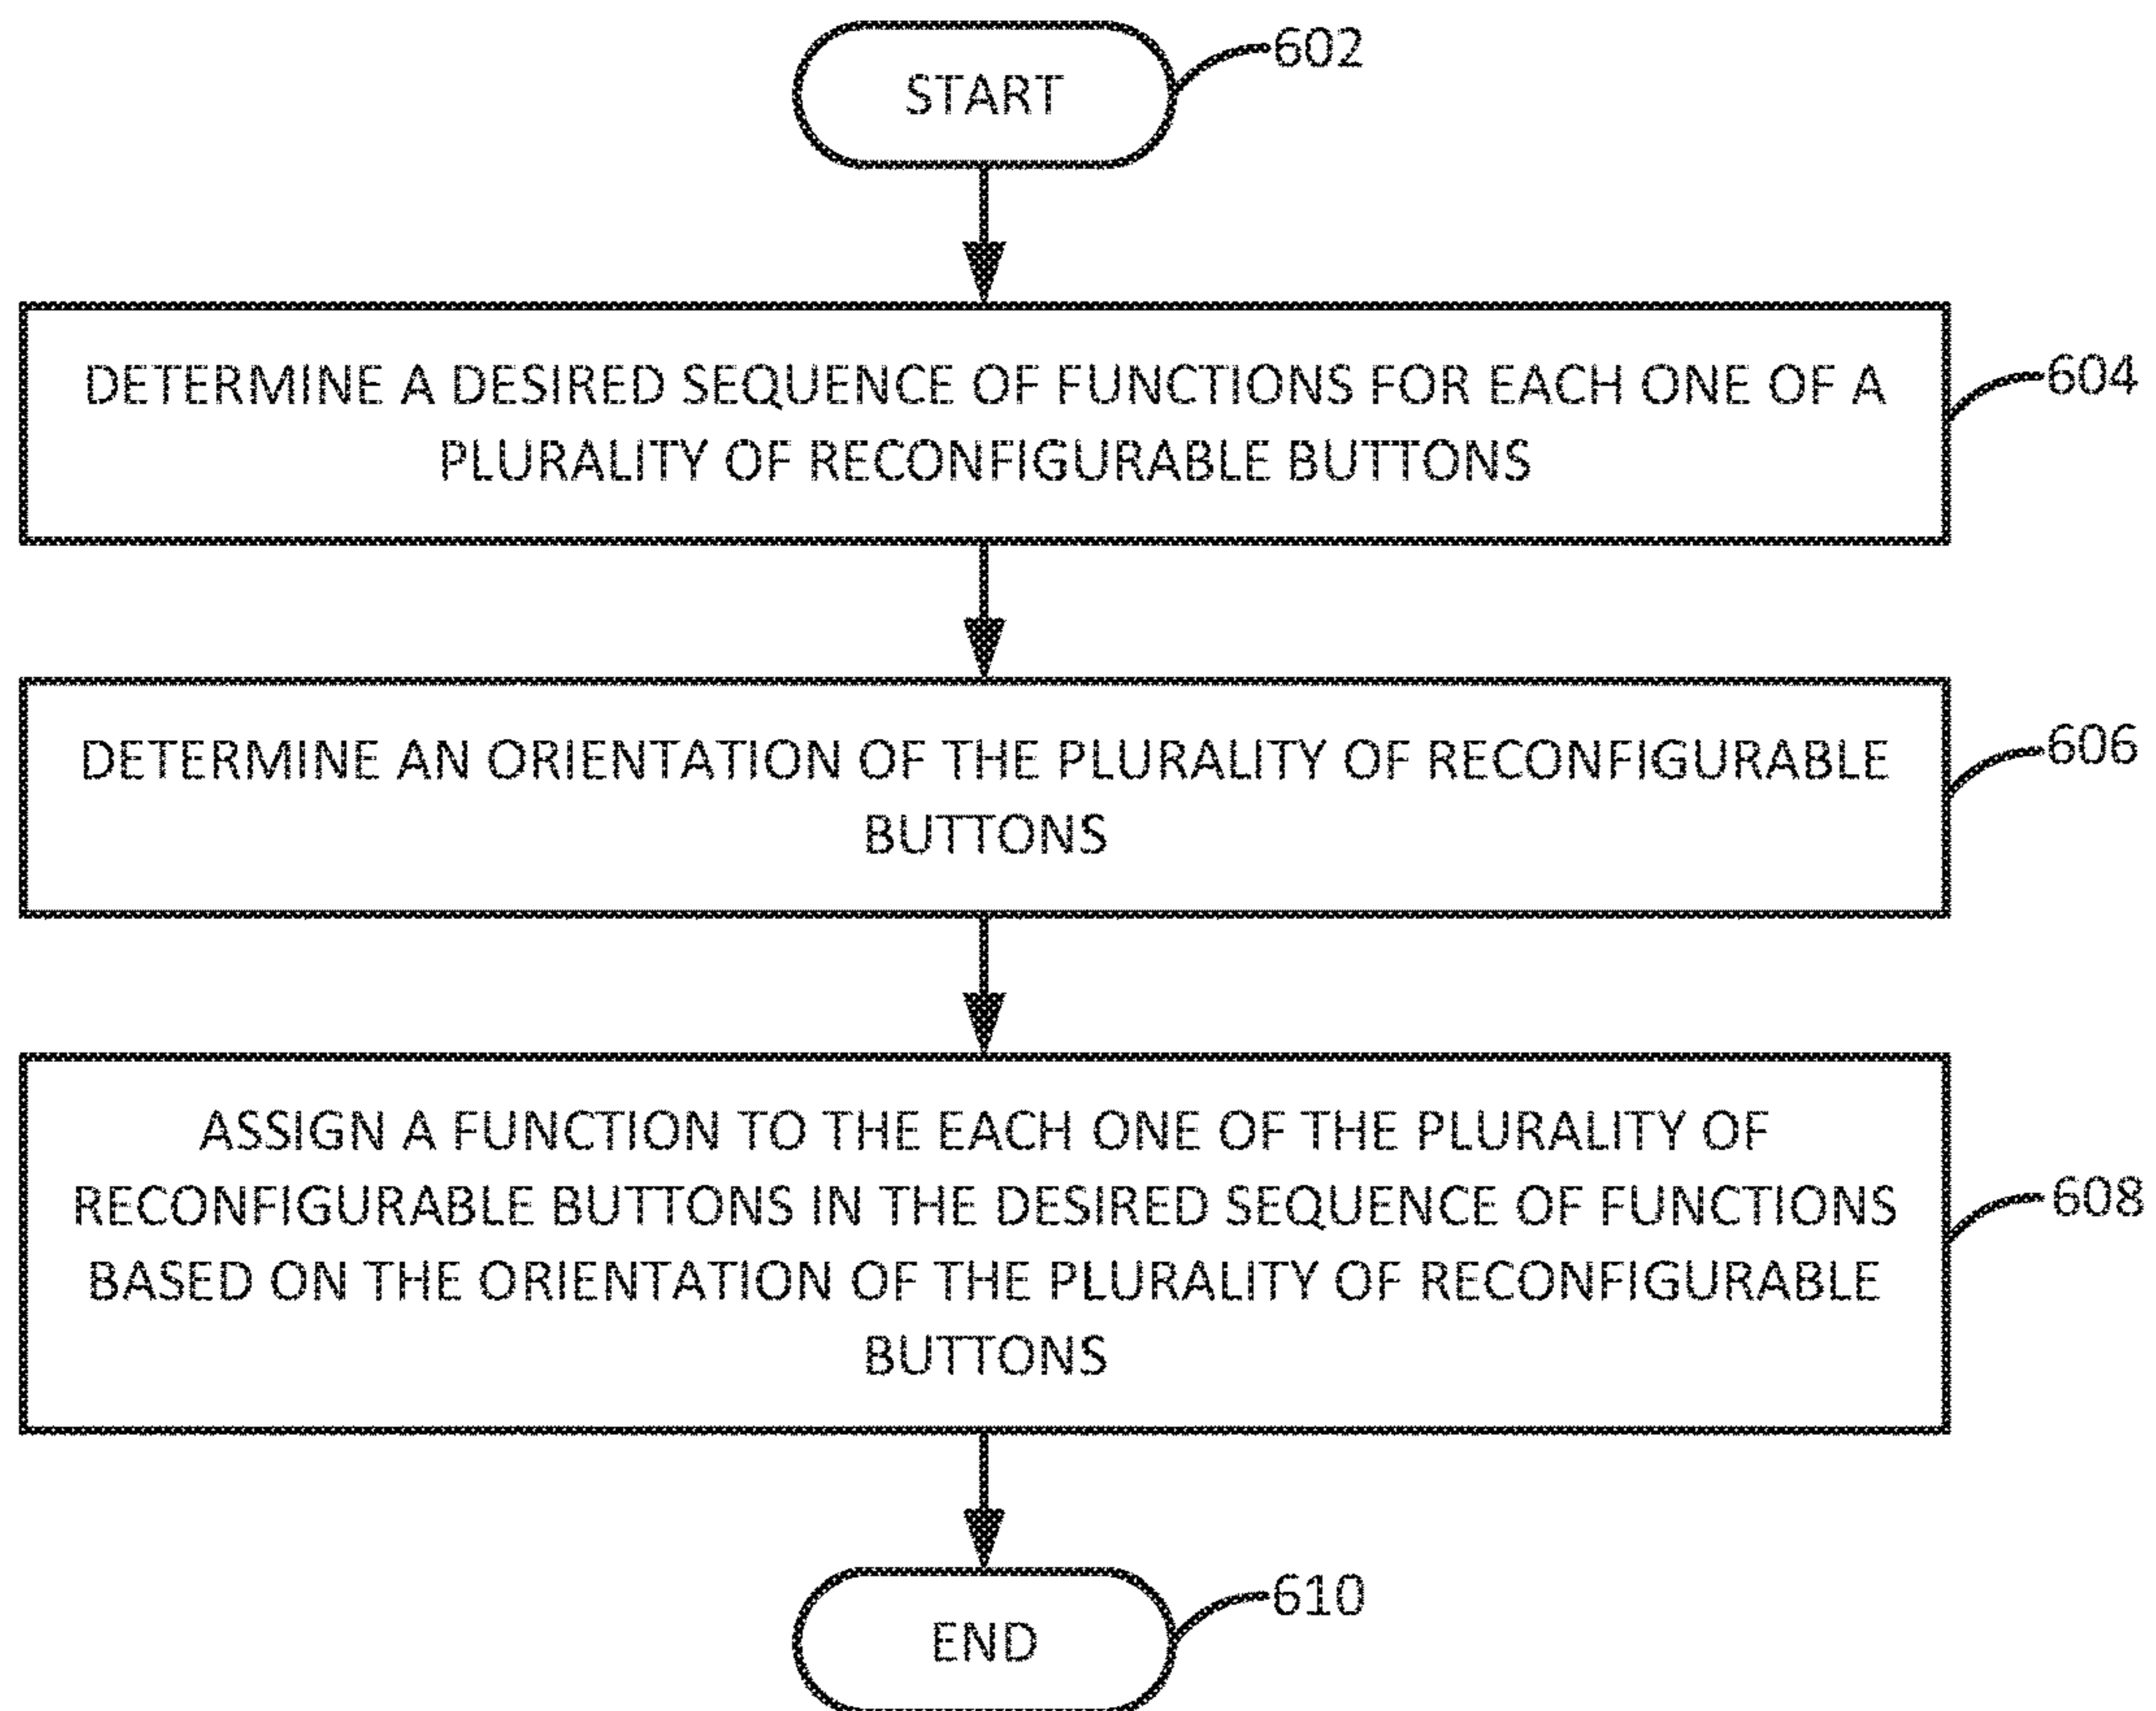 START
602
DETERMINE A DESIRED SEQUENCE OF FUNCTIONS FOR EACH ONE OF A
PLURALITY OF RECONFIGURABLE BUTTONS
604
DETERMINE AN ORIENTATION OF THE PLURALITY OF RECONFIGURABLE
BUTTONS
606
ASSIGN A FUNCTION TO THE EACH ONE OF THE PLURALITY OF
RECONFIGURABLE BUTTONS IN THE DESIRED SEQUENCE OF FUNCTIONS
BASED ON THE ORIENTATION OF THE PLURALITY OF RECONFIGURABLE
BUTTONS
608
END
610